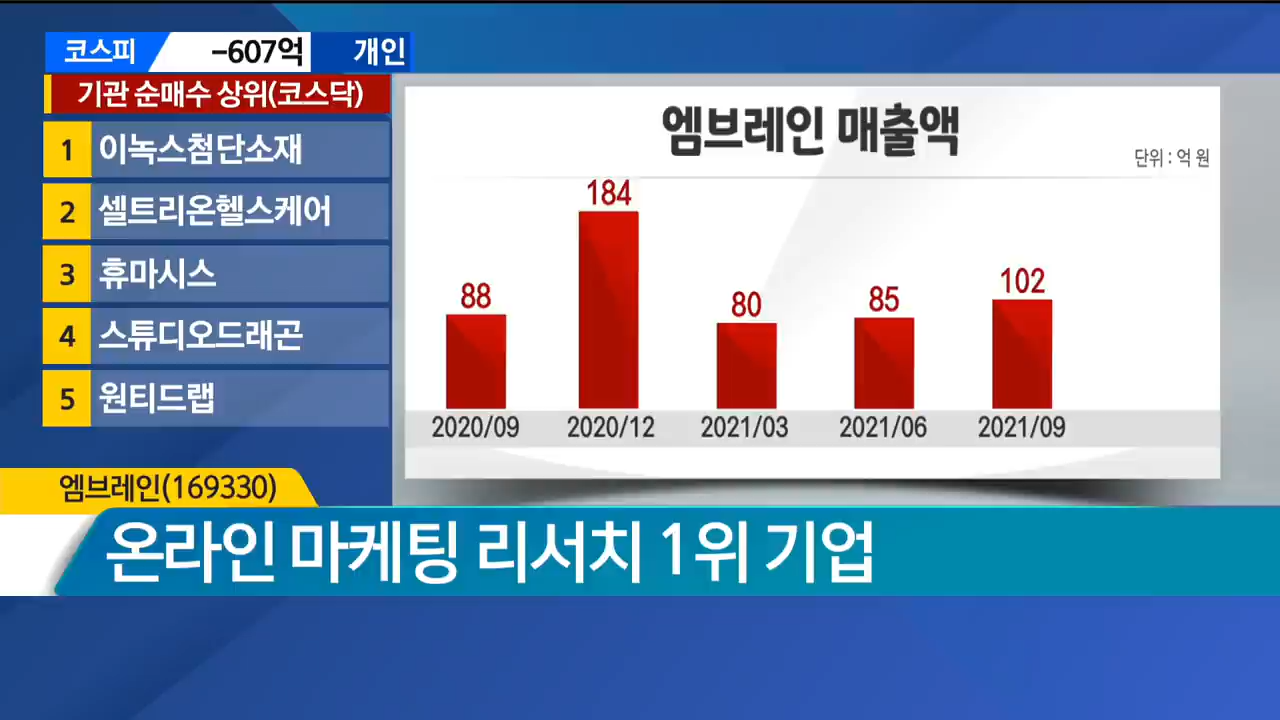 코스피 -607억 개인
기관 순매수 상위(코스닥)
1 이녹스첨단소재
2 셀트리온헬스케어
3 휴마시스
4 스튜디오드래곤
5 원티드랩
엠브레인 매출액
단위 : 억 원
88 184 80 85 102
2020/09 2020/12 2021/03 2021/06 2021/09
엠브레인(169330)
온라인 마케팅 리서치 1위 기업